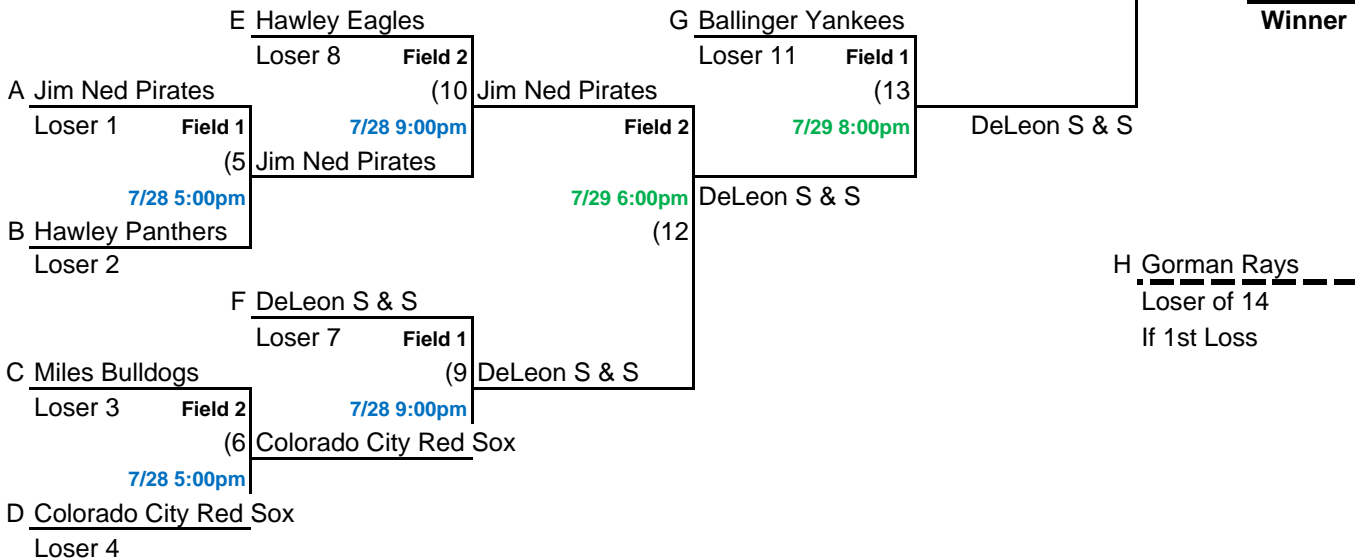 E Hawley Eagles
G Ballinger Yankees
Winner
Loser 8 Field 2
Loser 11 Field 1
A Jim Ned Pirates
(10 Jim Ned Pirates
(13
Loser 1 Field 1
7/28 9:00pm
Field 2
7/29 8:00pm
DeLeon S & S
(5 Jim Ned Pirates
7/28 5:00pm
7/29 6:00pm DeLeon S & S
B Hawley Panthers
(12
Loser 2
H Gorman Rays
F DeLeon S & S
Loser of 14
Loser 7 Field 1
If 1st Loss
C Miles Bulldogs
(9 DeLeon S & S
Loser 3 Field 2
7/28 9:00pm
(6 Colorado City Red Sox
7/28 5:00pm
D Colorado City Red Sox
Loser 4